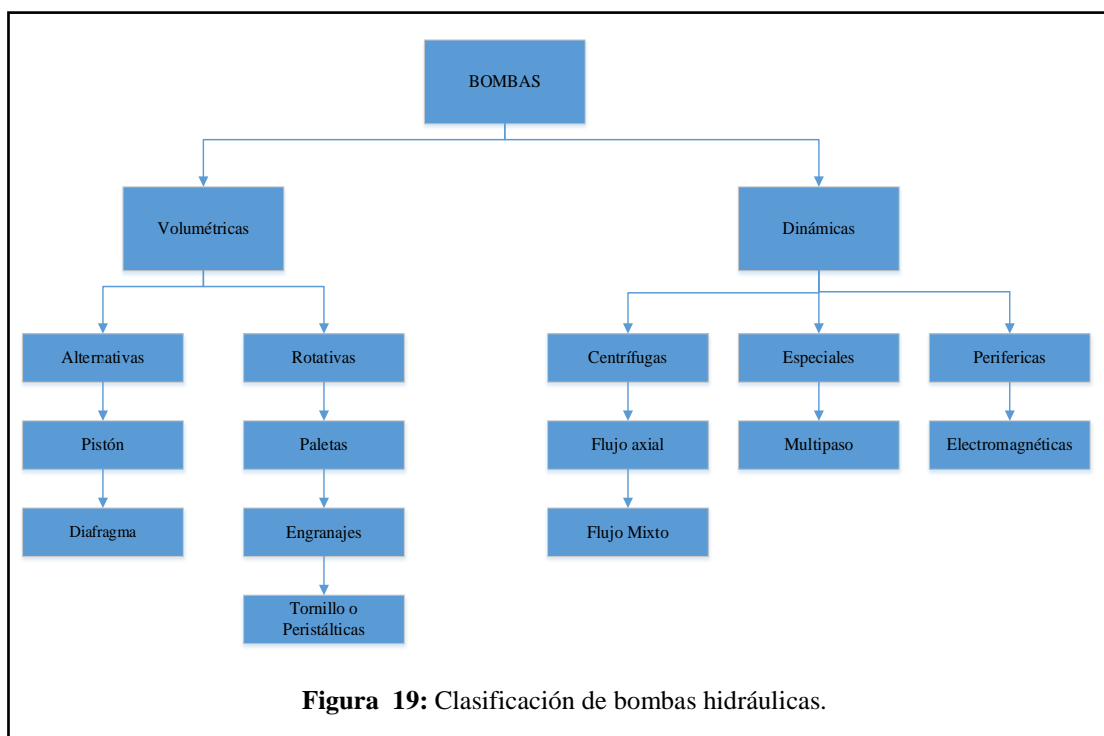 BOMBAS
Volumétricas
Dinámicas
Alternativas
Rotativas
Centrífugas
Especiales
Perifericas
Pistón
Paletas
Flujo axial
Multipaso
Electromagnéticas
Diafragma
Engranajes
Flujo Mixto
Tornillo o
Peristálticas
Figura 19: Clasificación de bombas hidráulicas.